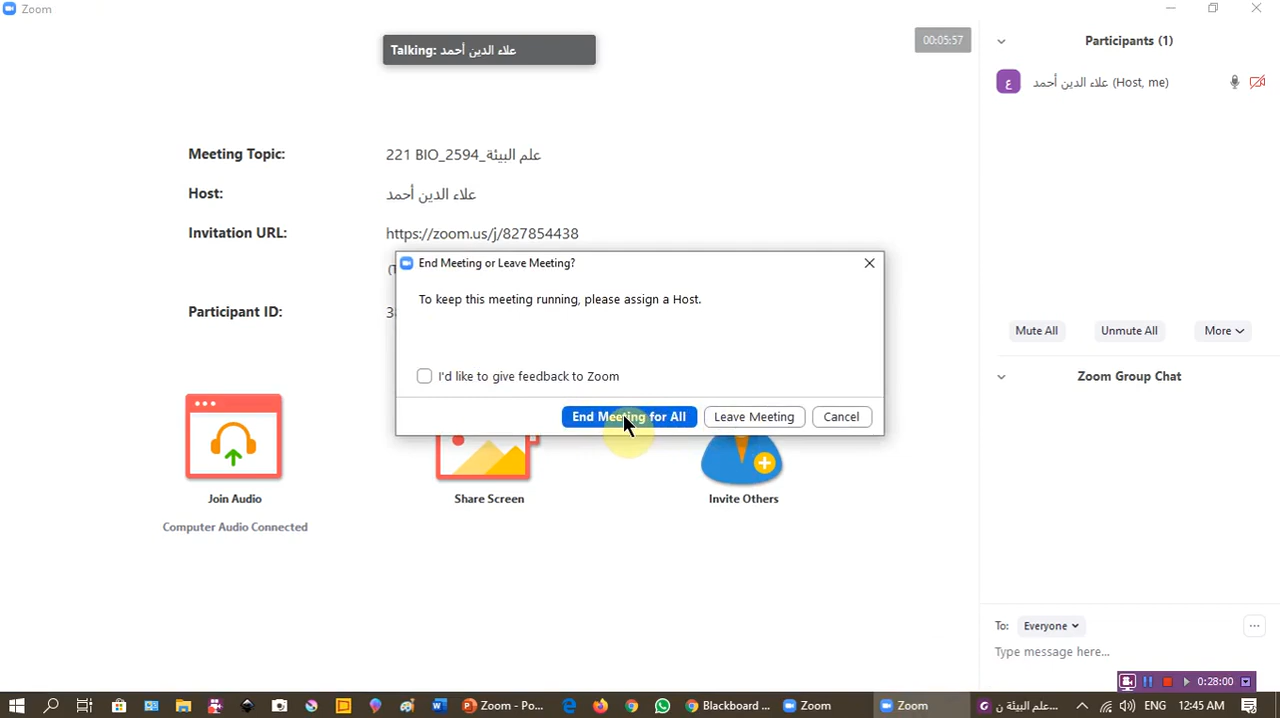 Zoom
Talking: علاء الدين أحمد
00:05:57
Participants (1)
ع
علاء الدين أحمد (Host, me)
Meeting Topic:
221 BIO_2594_علم البيئة
Host:
علاء الدين أحمد
Invitation URL:
https://zoom.us/j/827854438
Participant ID:
End Meeting or Leave Meeting?
To keep this meeting running, please assign a Host.
I'd like to give feedback to Zoom
End Meeting for All
Leave Meeting
Cancel
Mute All
Unmute All
More
Zoom Group Chat
Join Audio
Share Screen
Invite Others
Computer Audio Connected
To: Everyone
Type message here...
0:28:00
Zoom - Po...
Blackboard ...
Zoom
Zoom
علم البيئة ن...
ENG
12:45 AM